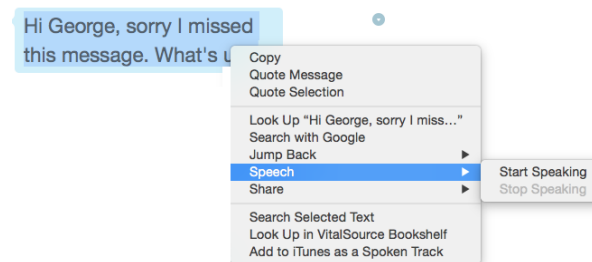 Hi George, sorry I missed
this message. What's
Copy
Quote Message
Quote Selection
Look Up “Hi George, sorry I miss…”
Search with Google
Jump Back
Speech
Start Speaking
Share
Stop Speaking
Search Selected Text
Look Up in VitalSource Bookshelf
Add to iTunes as a Spoken Track